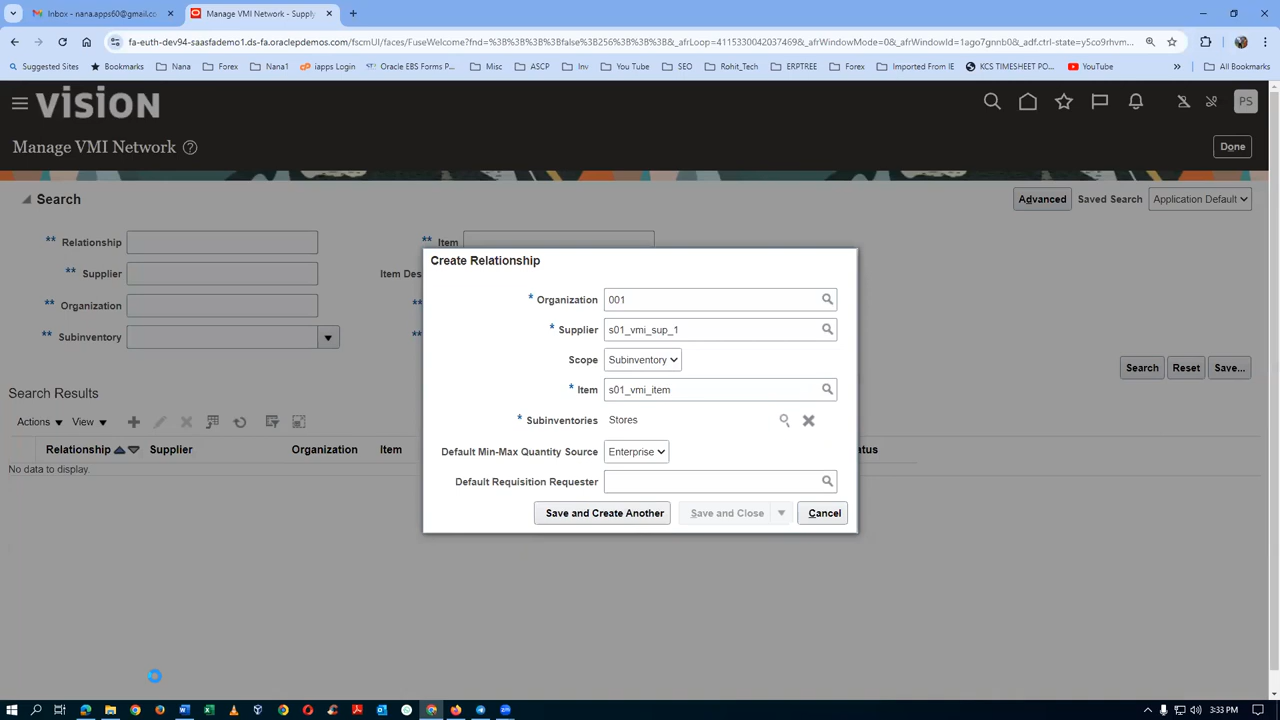 Inbox - nana.apps60@gmail.co
Manage VMI Network - Supply
fa-euth-dev94-saasfademo1.ds-fa.oraclepdemos.com/fscmUI/faces/FuseWelcome?fnd=%3B%3B%3B%3Bfalse%3B256%3B%3B%3B&_afrLoop=4115330042037469&_afrWindowMode=0&_afrWindowId=1ago7gnnb0&_adf.ctrl-state=y5co9rhvm...
Suggested Sites
Bookmarks
Nana
Forex
Nana1
iapps Login
Oracle EBS Forms P...
Misc
ASCP
Inv
You Tube
SEO
Rohit_Tech
ERPTREE
Forex
Imported From IE
KCS TIMESHEET PO...
YouTube
»
All Bookmarks
VISION
PS
Manage VMI Network
Done
Search
Advanced
Saved Search
Application Default
** Relationship
** Item
** Supplier
Item Des
** Organization
**
** Subinventory
**
Search
Reset
Save...
Create Relationship
* Organization 001
* Supplier s01_vmi_sup_1
Scope Subinventory
* Item s01_vmi_item
* Subinventories Stores
Default Min-Max Quantity Source Enterprise
Default Requisition Requester
Save and Create Another
Save and Close
Cancel
Search Results
Actions
View
Relationship
Supplier
Organization
Item
atus
No data to display.
3:33 PM